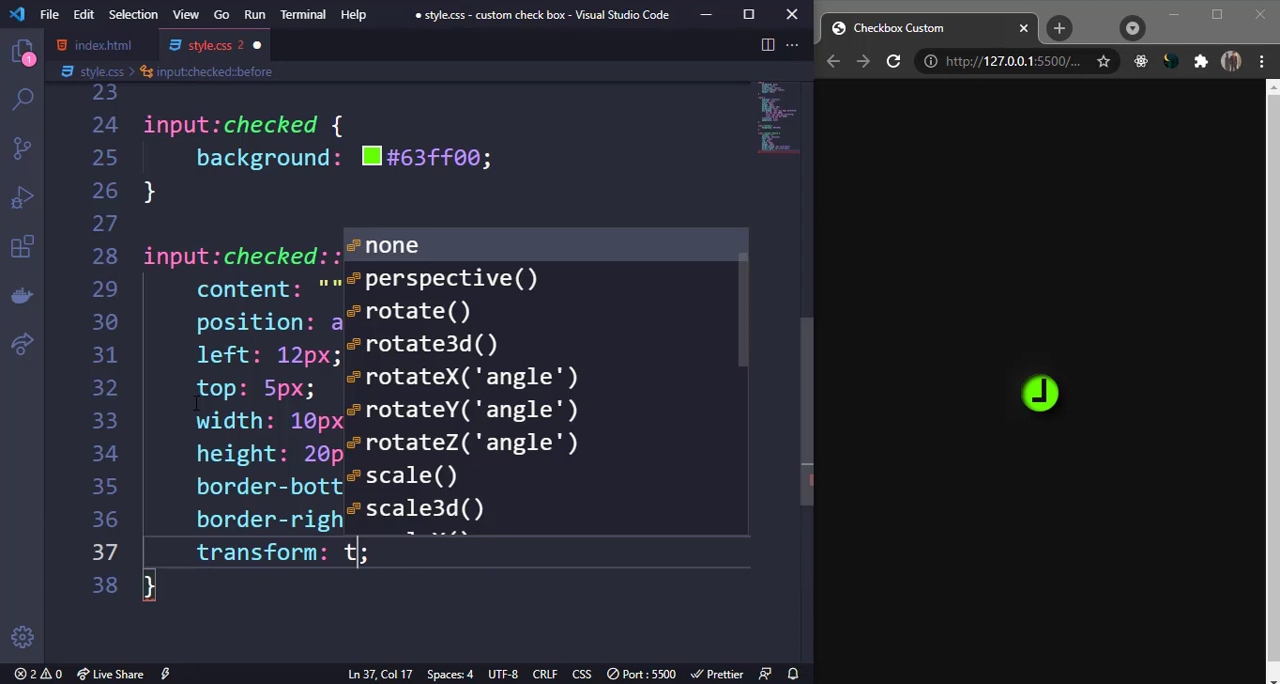 File Edit Selection View Go Run Terminal Help ● style.css - custom check box - Visual Studio Code
Checkbox Custom
index.html style.css 2
1
style.css > input:checked::before
http://127.0.0.1:5500/...
23
24 input:checked {
25 background: #63ff00;
26 }
27
28 input:checked::
29 content: ""
30 position: a
31 left: 12px;
32 top: 5px;
33 width: 10px
34 height: 20p
35 border-bott
36 border-righ
37 transform: t;
38 }
none
perspective()
rotate()
rotate3d()
rotateX('angle')
rotateY('angle')
rotateZ('angle')
scale()
scale3d()
2 0 Live Share Ln 37, Col 17 Spaces: 4 UTF-8 CRLF CSS Port : 5500 Prettier